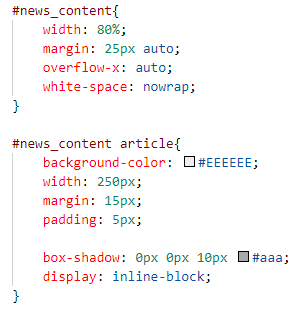 #news_content{
width: 80%;
margin: 25px auto;
overflow-x: auto;
white-space: nowrap;
}
#news_content article{
background-color: #EEEEEE;
width: 250px;
margin: 15px;
padding: 5px;
box-shadow: 0px 0px 10px #aaa;
display: inline-block;
}